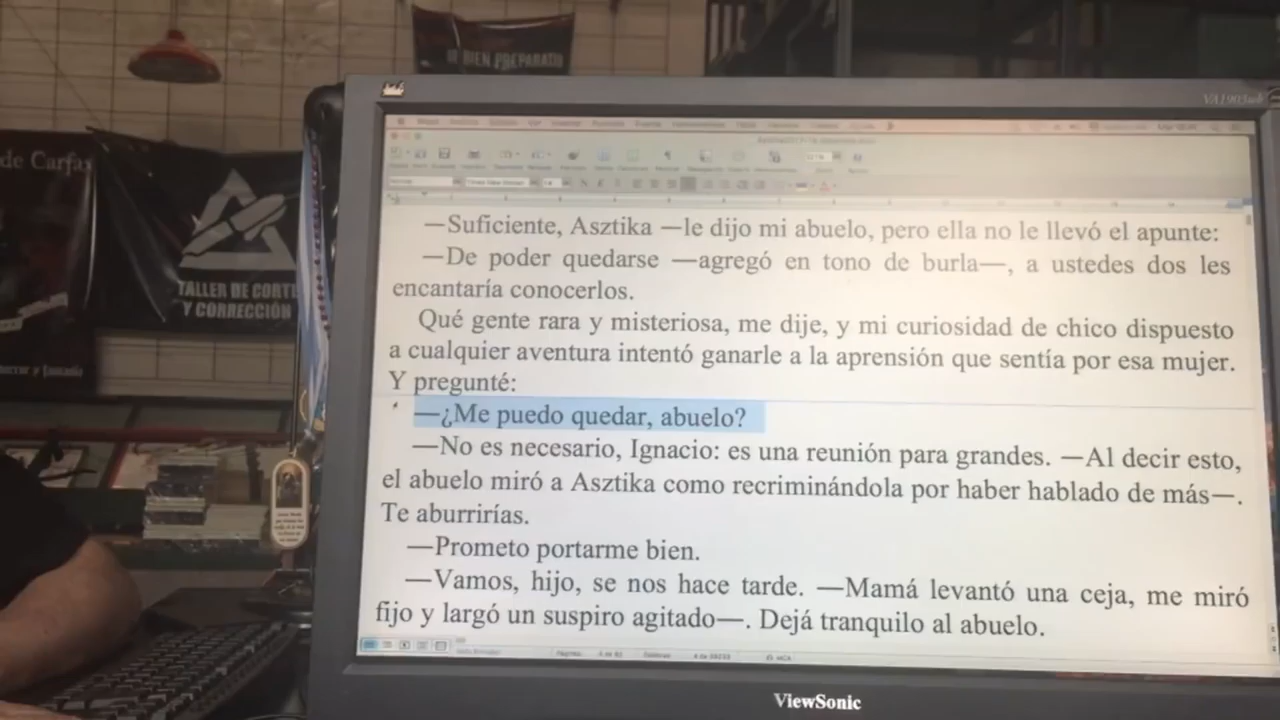 BIEN PREPARATIO
VA1903wb
de Carfax
TALLER DE CORTE
Y CORRECCIÓN
—Suficiente, Asztika —le dijo mi abuelo, pero ella no le llevó el apunte:
—De poder quedarse —agregó en tono de burla—, a ustedes dos les
encantaría conocerlos.
Qué gente rara y misteriosa, me dije, y mi curiosidad de chico dispuesto
a cualquier aventura intentó ganarle a la aprensión que sentía por esa mujer.
Y pregunté:
—¿Me puedo quedar, abuelo?
—No es necesario, Ignacio: es una reunión para grandes. —Al decir esto,
el abuelo miró a Asztika como recriminándola por haber hablado de más—.
Te aburrirías.
—Prometo portarme bien.
—Vamos, hijo, se nos hace tarde. —Mamá levantó una ceja, me miró
fijo y largó un suspiro agitado—. Dejá tranquilo al abuelo.
ViewSonic